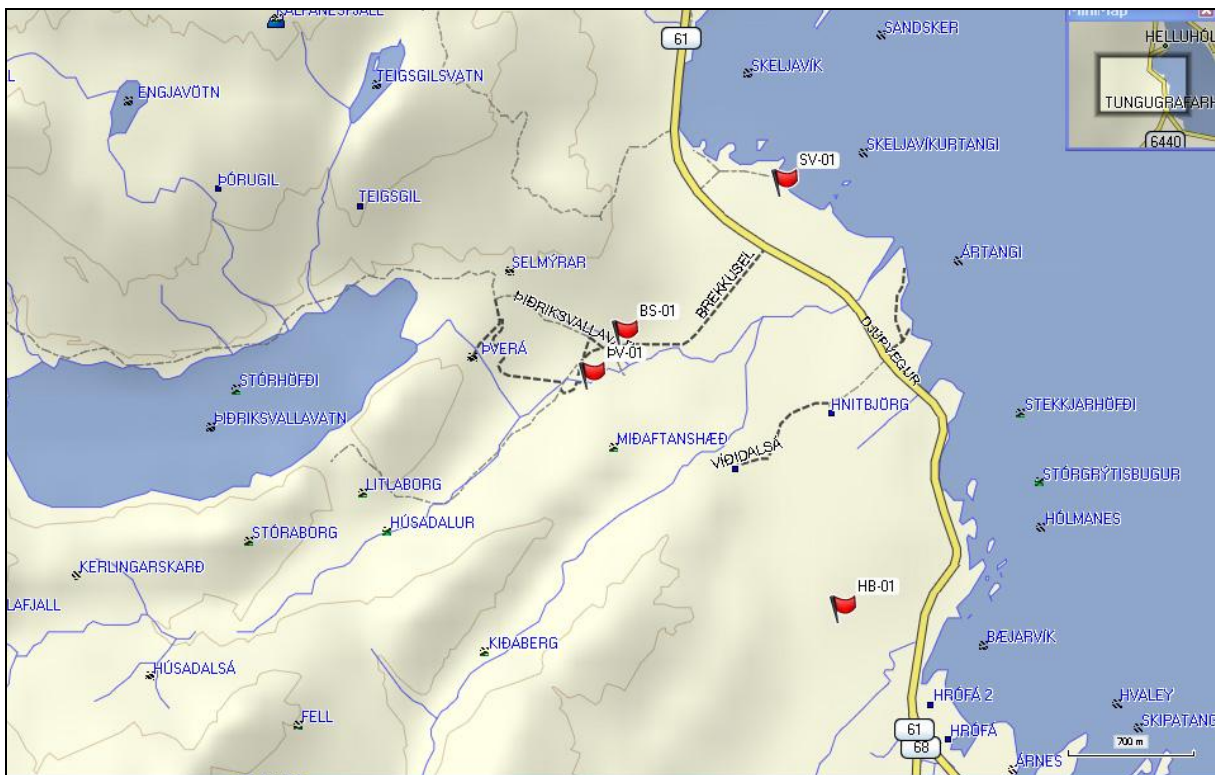 KÁLFANESFJALL
SANDSKER
MiniMap
HELLUHÓL
61
TEIGSGILSVATN
SKELJAVÍK
ENGJAVÖTN
TUNGUGRAFARH
6440
SKELJAVÍKURTANGI
SV-01
ÞÓRUGIL
TEIGSGIL
ÁRTANGI
SELMÝRAR
BREKKUSEL
BS-01
ÞV-01
ÞVERÁ
DJÚPVEGUR
STÓRHÖFÐI
HNITBJÖRG
STEKKJARHÖFÐI
ÞIÐRIKSVALLAVATN
MIÐAFTANSHÆÐ
VÍÐIDALSÁ
STÓRGRÝTISBUGUR
LITLABORG
HÚSADALUR
HÓLMANES
STÓRABORG
KERLINGARSKARÐ
LAFJALL
HB-01
KIÐABERG
BÆJARVÍK
HÚSADALSÁ
HRÓFÁ 2
HVALEY
FELL
SKIPATANG
61
HRÓFÁ
68
700 m
ÁRNES